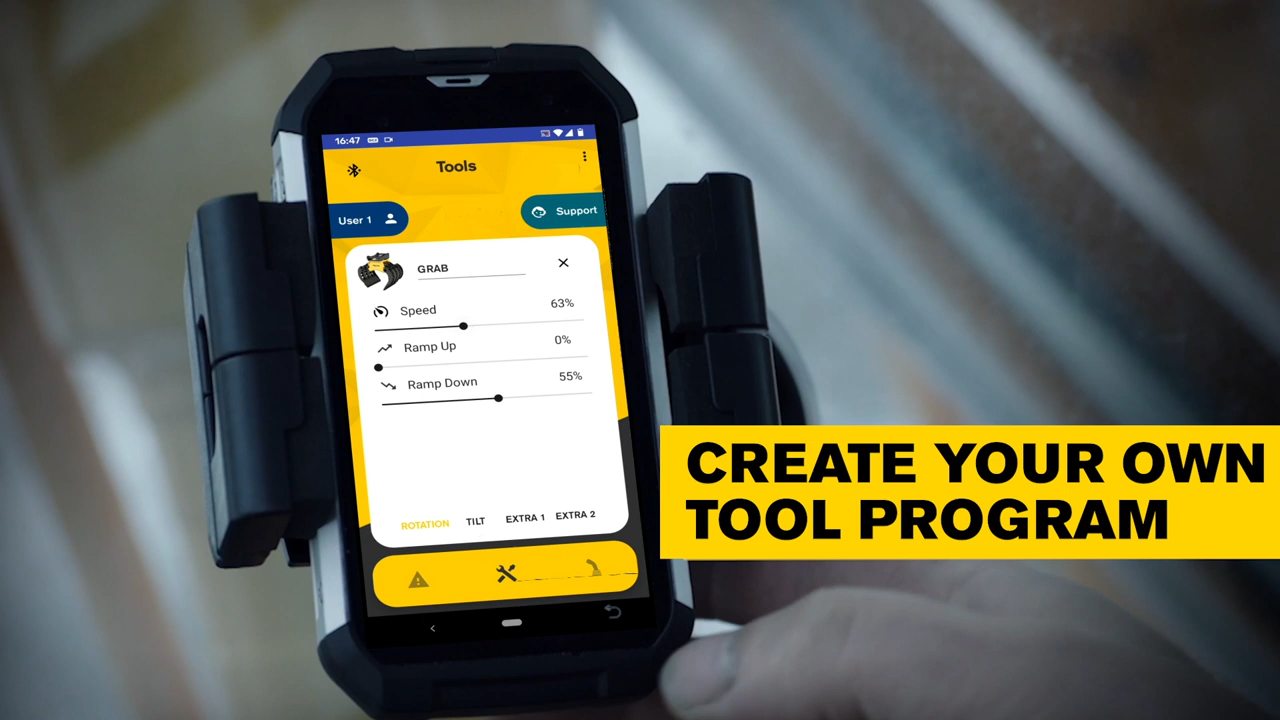 16:47
Tools
User 1
Support
GRAB
Speed 63%
Ramp Up 0%
Ramp Down 55%
ROTATION TILT EXTRA 1 EXTRA 2
CREATE YOUR OWN
TOOL PROGRAM